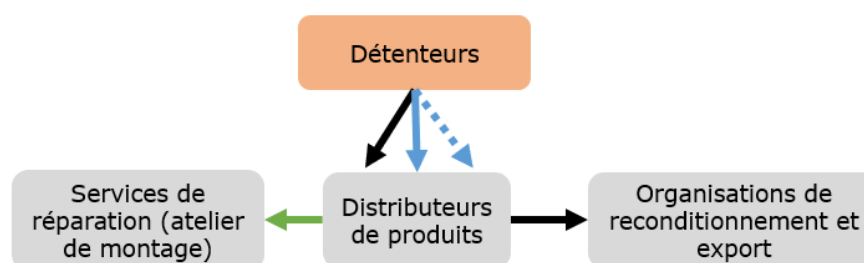 Détenteurs
Services de
réparation (atelier
de montage)
Distributeurs
de produits
Organisations de
reconditionnement et
export